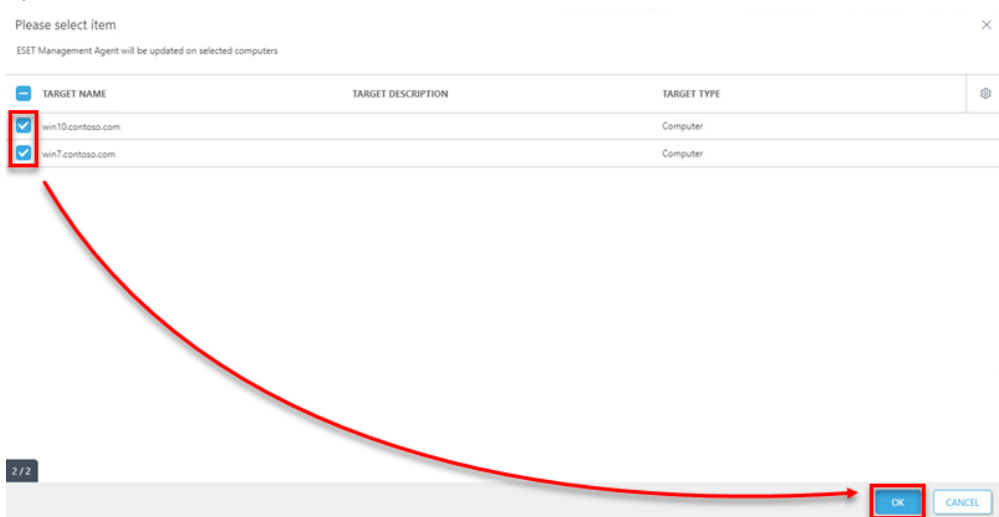 Please select item
ESET Management Agent will be updated on selected computers
TARGET NAME TARGET DESCRIPTION TARGET TYPE
win10.contoso.com Computer
win7.contoso.com Computer
2/2
OK CANCEL